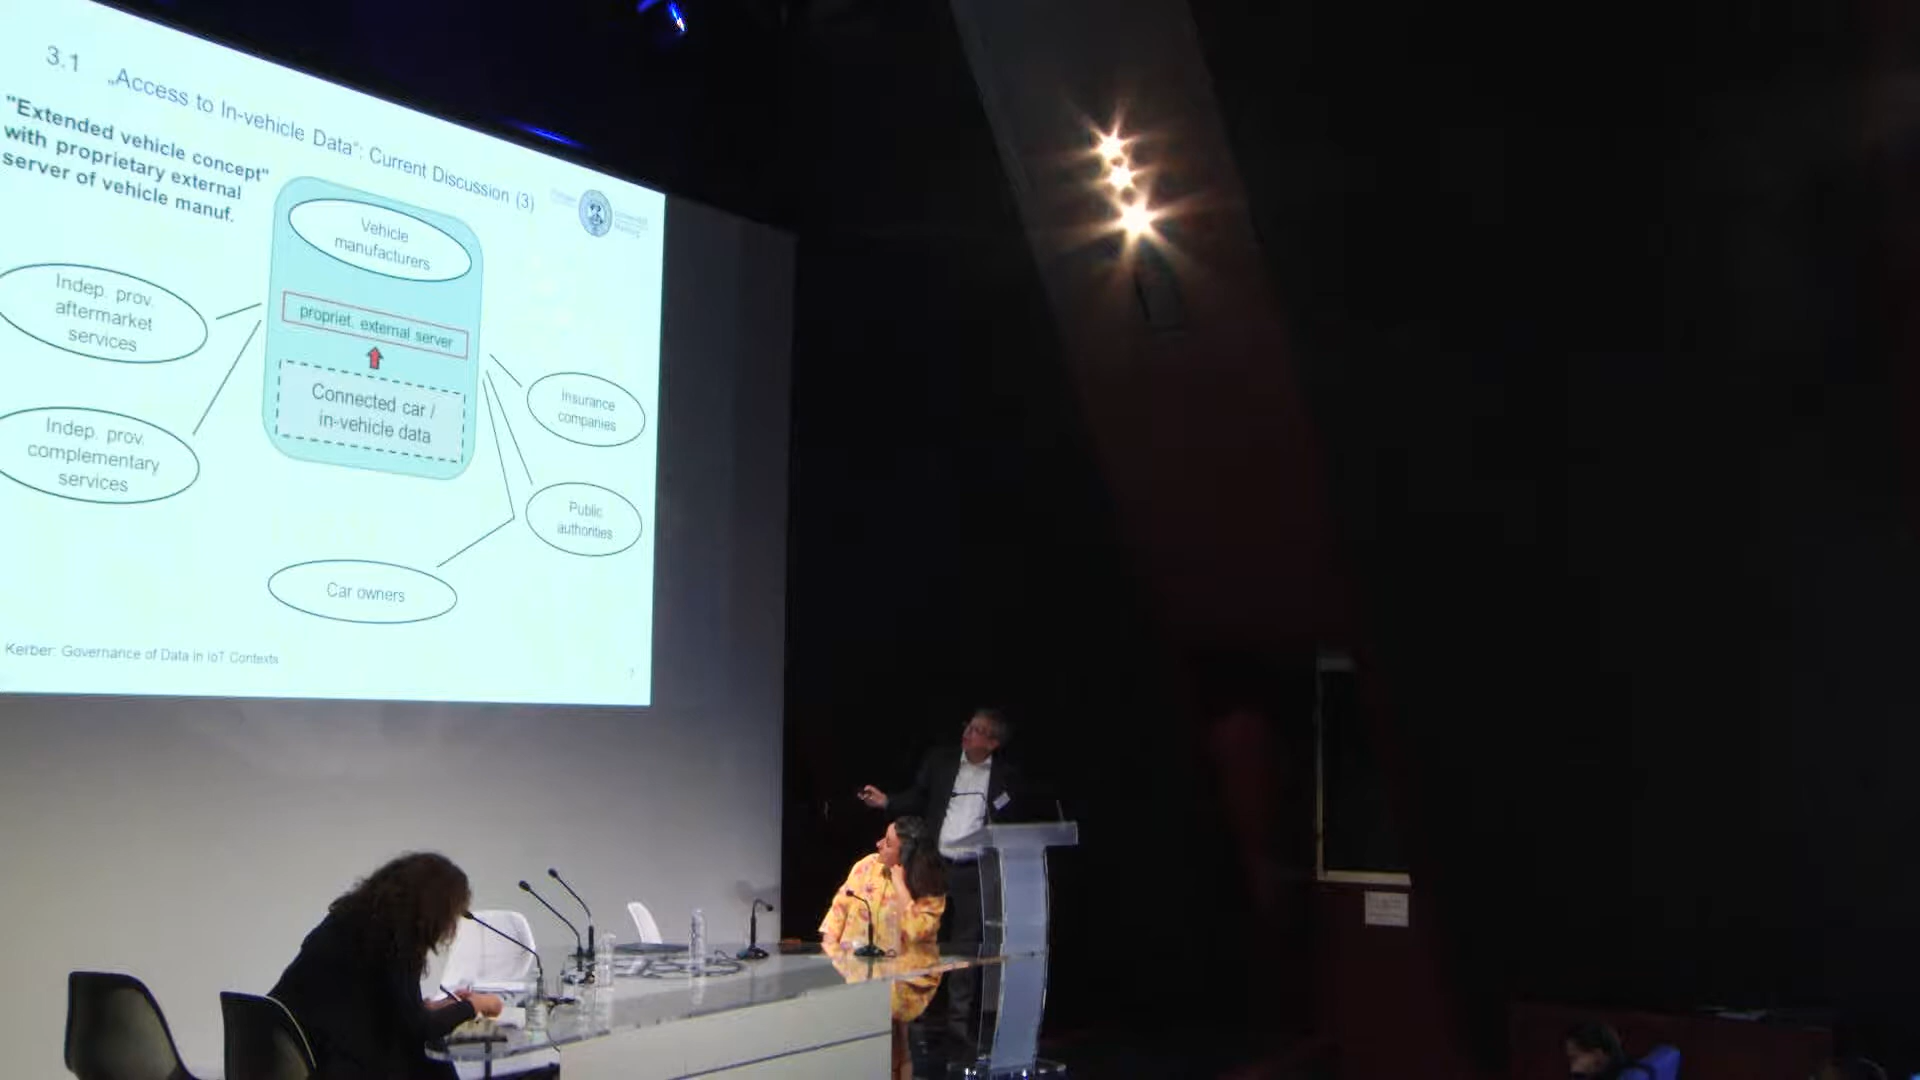 3.1 „Access to In-vehicle Data“: Current Discussion (3)
"Extended vehicle concept"
with proprietary external
server of vehicle manuf.
Vehicle
manufacturers
propriet. external server
Connected car /
in-vehicle data
Indep. prov.
aftermarket
services
Indep. prov.
complementary
services
Insurance
companies
Public
authorities
Car owners
Kerber: Governance of Data in IoT Contexts
7